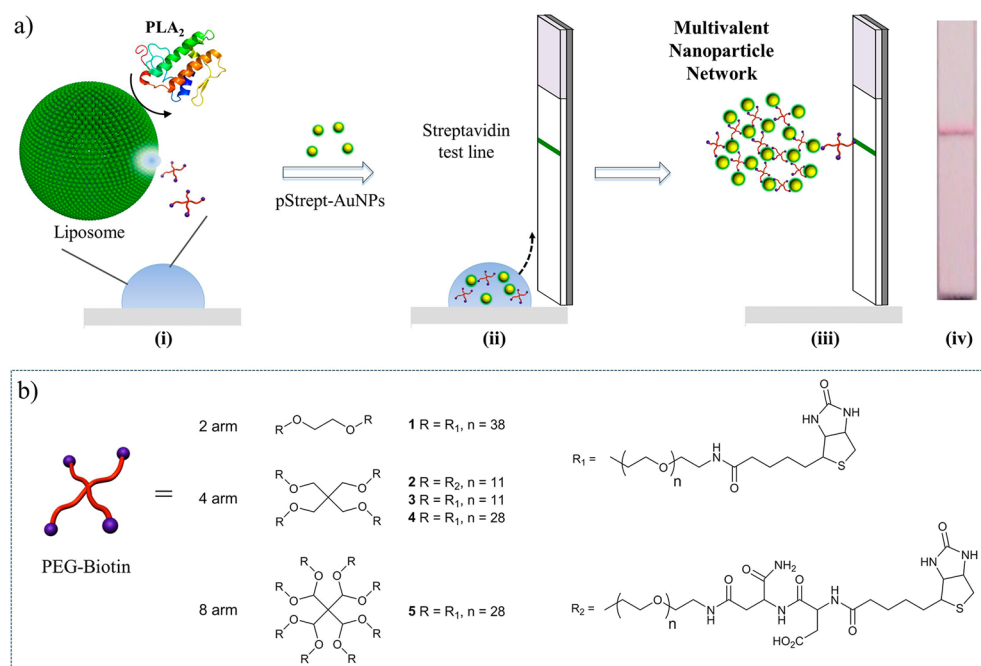 a)
PLA₂
Liposome
(i)
pStrept-AuNPs
Streptavidin
test line
(ii)
Multivalent
Nanoparticle
Network
(iii)
(iv)
b)
PEG-Biotin
=
2 arm
R
O
O
R
1 R = R₁, n = 38
4 arm
R
O
O
R
R
O
O
R
2 R = R₂, n = 11
3 R = R₁, n = 11
4 R = R₁, n = 28
8 arm
R
R
R
O
O
R
O
O
O
O
R
O
O
R
R
R
5 R = R₁, n = 28
R₁ =
O
n
H
N
O
O
HN
NH
S
R₂ =
O
n
H
N
O
O
NH₂
N
H
O
HO₂C
H
N
O
O
HN
NH
S